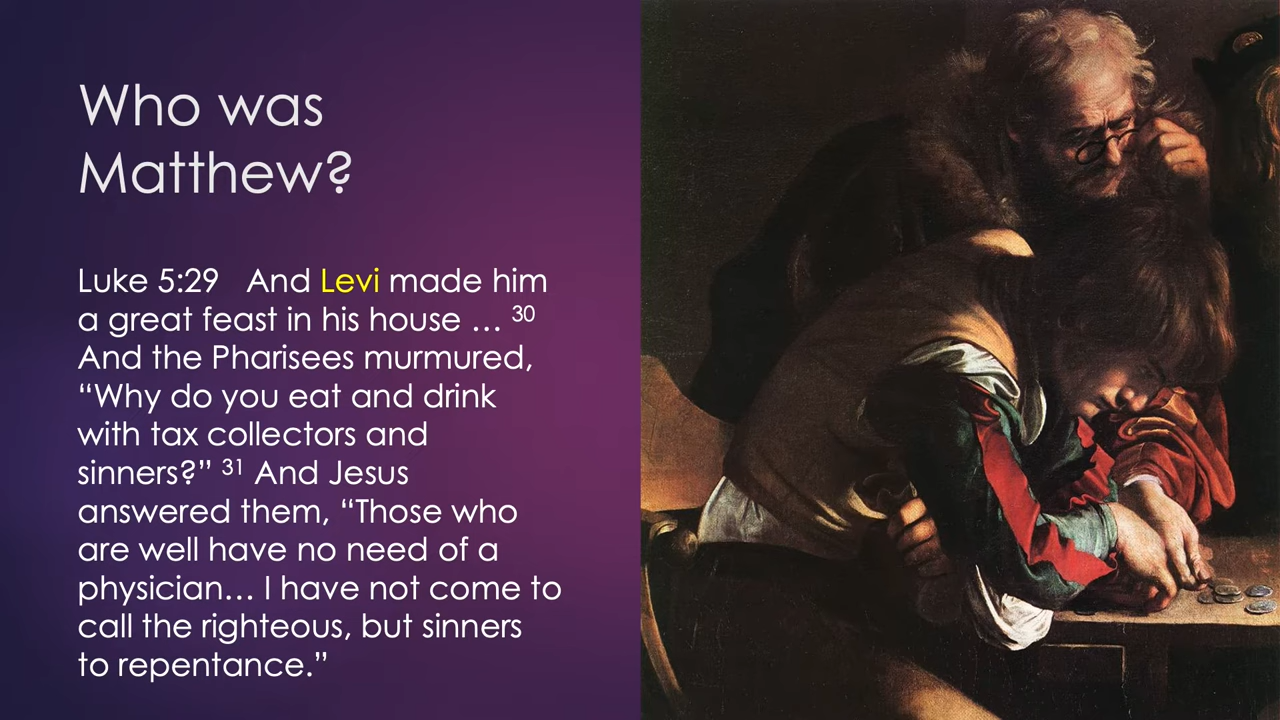 Who was
Matthew?
Luke 5:29   And Levi made him
a great feast in his house … 30
And the Pharisees murmured,
“Why do you eat and drink
with tax collectors and
sinners?” 31 And Jesus
answered them, “Those who
are well have no need of a
physician… I have not come to
call the righteous, but sinners
to repentance.”